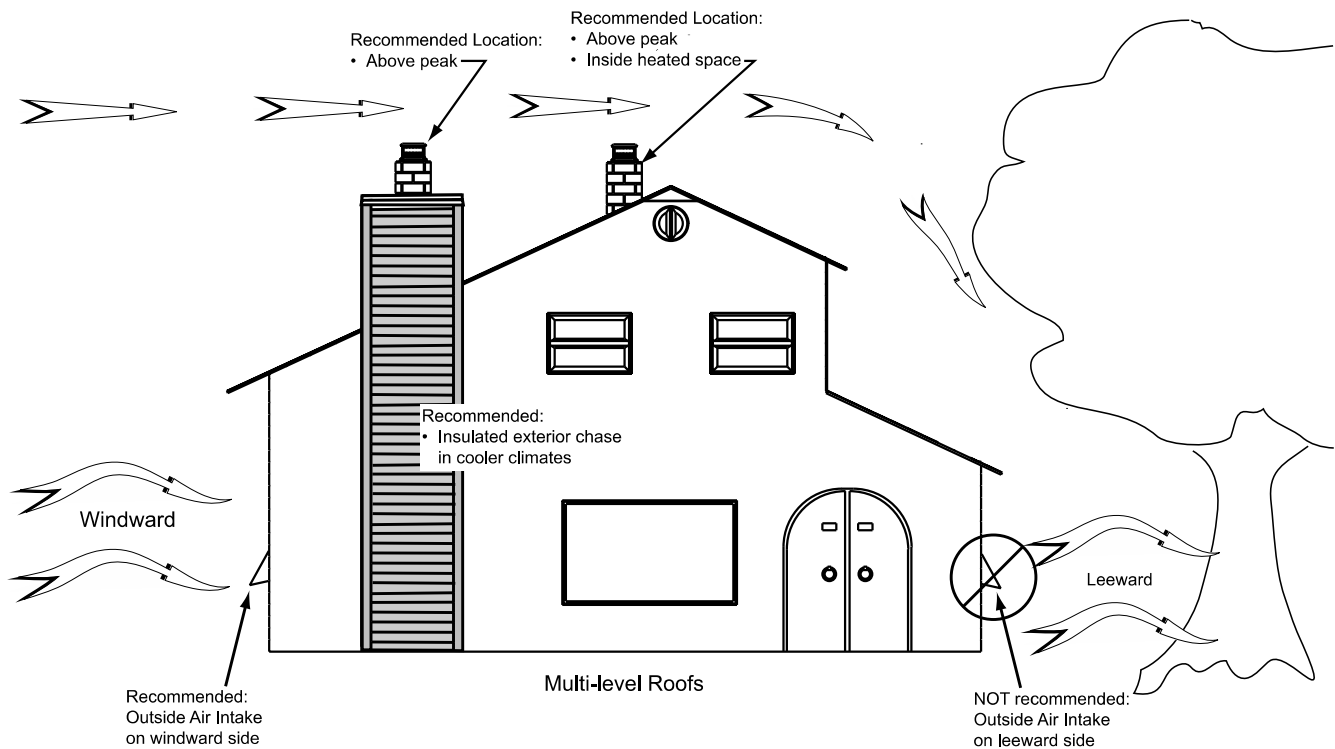 Recommended Location:
• Above peak
Recommended Location:
• Above peak
• Inside heated space
Recommended:
• Insulated exterior chase
in cooler climates
Windward
Leeward
Multi-level Roofs
Recommended:
Outside Air Intake
on windward side
NOT recommended:
Outside Air Intake
on leeward side